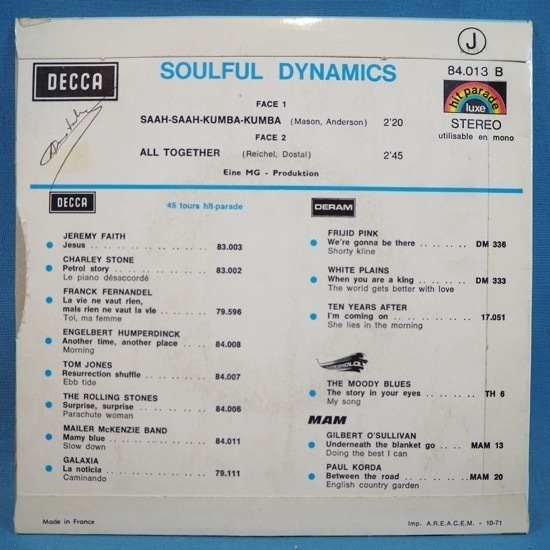 J
DECCA
SOULFUL DYNAMICS
84.013 B
hit parade
luxe
STEREO
utilisable en mono
FACE 1
SAAH-SAAH-KUMBA-KUMBA (Mason, Anderson) 2'20
FACE 2
ALL TOGETHER (Reichel, Dostal) 2'45
Eine MG - Produktion
DECCA
45 tours hit-parade
JEREMY FAITH
Jesus . . . . . . . . . . . . . 83.003
CHARLEY STONE
Petrol story . . . . . . . . . . 83.002
Le piano désaccordé
FRANCK FERNANDEL
La vie ne vaut rien,
mais rien ne vaut la vie . . . . . . . 79.596
Toi, ma femme
ENGELBERT HUMPERDINCK
Another time, another place . . . . 84.008
Morning
TOM JONES
Resurrection shuffle . . . . . . . 84.007
Ebb tide
THE ROLLING STONES
Surprise, surprise . . . . . . . . 84.006
Parachute woman
MAILER McKENZIE BAND
Mamy blue . . . . . . . . . . . 84.011
Slow down
GALAXIA
La noticia . . . . . . . . . . . 79.111
Caminando
DERAM
FRIJID PINK
We're gonna be there . . . . . . . DM 336
Shorty kline
WHITE PLAINS
When you are a king . . . . . . . DM 333
The world gets better with love
TEN YEARS AFTER
I'm coming on . . . . . . . . . . 17.051
She lies in the morning
THRESHOLD
THE MOODY BLUES
The story in your eyes . . . . . . . TH 6
My song
MAM
GILBERT O'SULLIVAN
Underneath the blanket go . . . . MAM 13
Doing the best I can
PAUL KORDA
Between the road . . . . . . . . . MAM 20
English country garden
Made in France
Imp. A.R.E.A.C.E.M. - 10-71